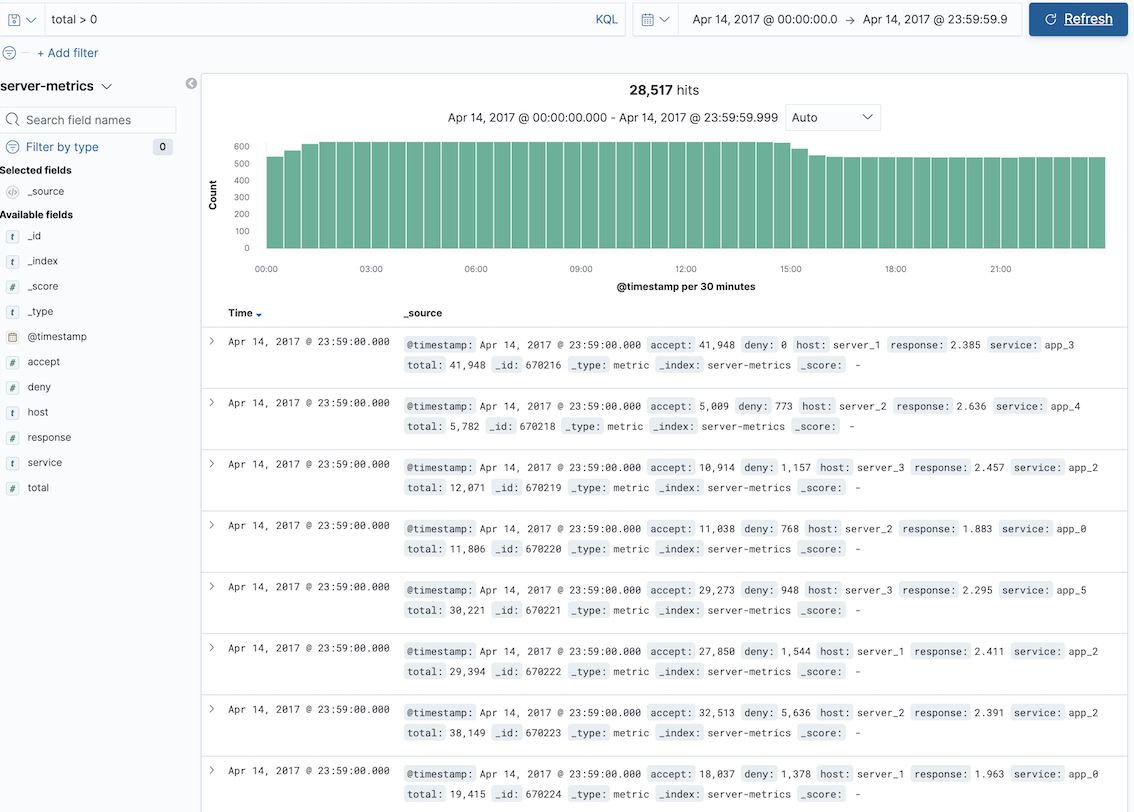 total > 0 KQL Apr 14, 2017 @ 00:00:00.0 → Apr 14, 2017 @ 23:59:59.9 Refresh
+ Add filter
server-metrics
Search field names
Filter by type 0
Selected fields
_source
Available fields
_id
_index
_score
_type
@timestamp
accept
deny
host
response
service
total
28,517 hits
Apr 14, 2017 @ 00:00:00.000 - Apr 14, 2017 @ 23:59:59.999 Auto
Count
600
500
400
300
200
100
0
00:00 03:00 06:00 09:00 12:00 15:00 18:00 21:00
@timestamp per 30 minutes
Time _source
Apr 14, 2017 @ 23:59:00.000 @timestamp: Apr 14, 2017 @ 23:59:00.000 accept: 41,948 deny: 0 host: server_1 response: 2.385 service: app_3
total: 41,948 _id: 670216 _type: metric _index: server-metrics _score: -
Apr 14, 2017 @ 23:59:00.000 @timestamp: Apr 14, 2017 @ 23:59:00.000 accept: 5,009 deny: 773 host: server_2 response: 2.636 service: app_4
total: 5,782 _id: 670218 _type: metric _index: server-metrics _score: -
Apr 14, 2017 @ 23:59:00.000 @timestamp: Apr 14, 2017 @ 23:59:00.000 accept: 10,914 deny: 1,157 host: server_3 response: 2.457 service: app_2
total: 12,071 _id: 670219 _type: metric _index: server-metrics _score: -
Apr 14, 2017 @ 23:59:00.000 @timestamp: Apr 14, 2017 @ 23:59:00.000 accept: 11,038 deny: 768 host: server_2 response: 1.883 service: app_0
total: 11,806 _id: 670220 _type: metric _index: server-metrics _score: -
Apr 14, 2017 @ 23:59:00.000 @timestamp: Apr 14, 2017 @ 23:59:00.000 accept: 29,273 deny: 948 host: server_3 response: 2.295 service: app_5
total: 30,221 _id: 670221 _type: metric _index: server-metrics _score: -
Apr 14, 2017 @ 23:59:00.000 @timestamp: Apr 14, 2017 @ 23:59:00.000 accept: 27,850 deny: 1,544 host: server_1 response: 2.411 service: app_2
total: 29,394 _id: 670222 _type: metric _index: server-metrics _score: -
Apr 14, 2017 @ 23:59:00.000 @timestamp: Apr 14, 2017 @ 23:59:00.000 accept: 32,513 deny: 5,636 host: server_2 response: 2.391 service: app_2
total: 38,149 _id: 670223 _type: metric _index: server-metrics _score: -
Apr 14, 2017 @ 23:59:00.000 @timestamp: Apr 14, 2017 @ 23:59:00.000 accept: 18,037 deny: 1,378 host: server_1 response: 1.963 service: app_0
total: 19,415 _id: 670224 _type: metric _index: server-metrics _score: -